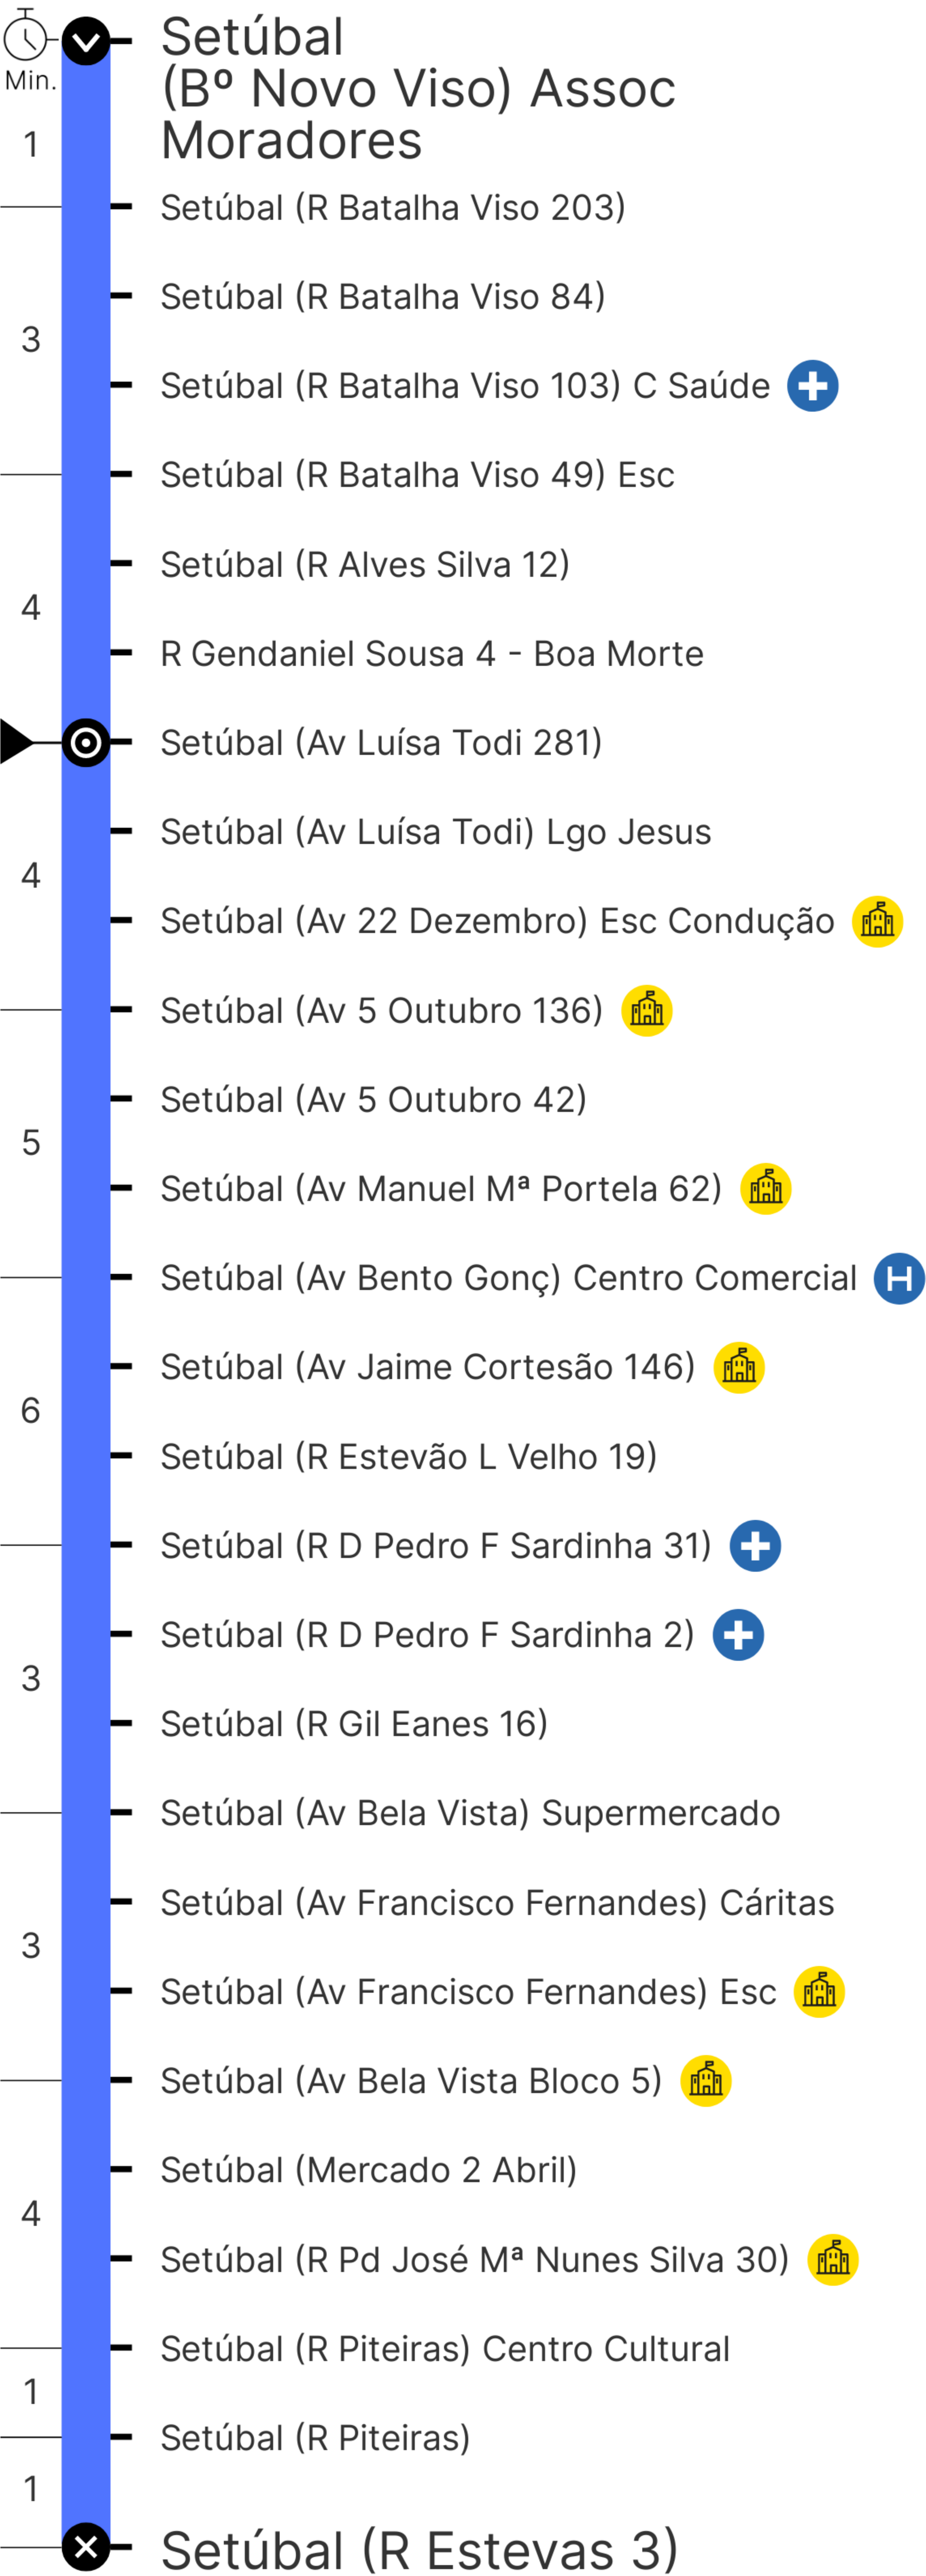 Setúbal
(Bº Novo Viso) Assoc
Moradores
Min.
1
Setúbal (R Batalha Viso 203)
Setúbal (R Batalha Viso 84)
3
Setúbal (R Batalha Viso 103) C Saúde
Setúbal (R Batalha Viso 49) Esc
Setúbal (R Alves Silva 12)
4
R Gendaniel Sousa 4 - Boa Morte
Setúbal (Av Luísa Todi 281)
Setúbal (Av Luísa Todi) Lgo Jesus
4
Setúbal (Av 22 Dezembro) Esc Condução
Setúbal (Av 5 Outubro 136)
Setúbal (Av 5 Outubro 42)
5
Setúbal (Av Manuel Mª Portela 62)
Setúbal (Av Bento Gonç) Centro Comercial H
Setúbal (Av Jaime Cortesão 146)
6
Setúbal (R Estevão L Velho 19)
Setúbal (R D Pedro F Sardinha 31)
Setúbal (R D Pedro F Sardinha 2)
3
Setúbal (R Gil Eanes 16)
Setúbal (Av Bela Vista) Supermercado
Setúbal (Av Francisco Fernandes) Cáritas
3
Setúbal (Av Francisco Fernandes) Esc
Setúbal (Av Bela Vista Bloco 5)
Setúbal (Mercado 2 Abril)
4
Setúbal (R Pd José Mª Nunes Silva 30)
Setúbal (R Piteiras) Centro Cultural
1
Setúbal (R Piteiras)
1
Setúbal (R Estevas 3)